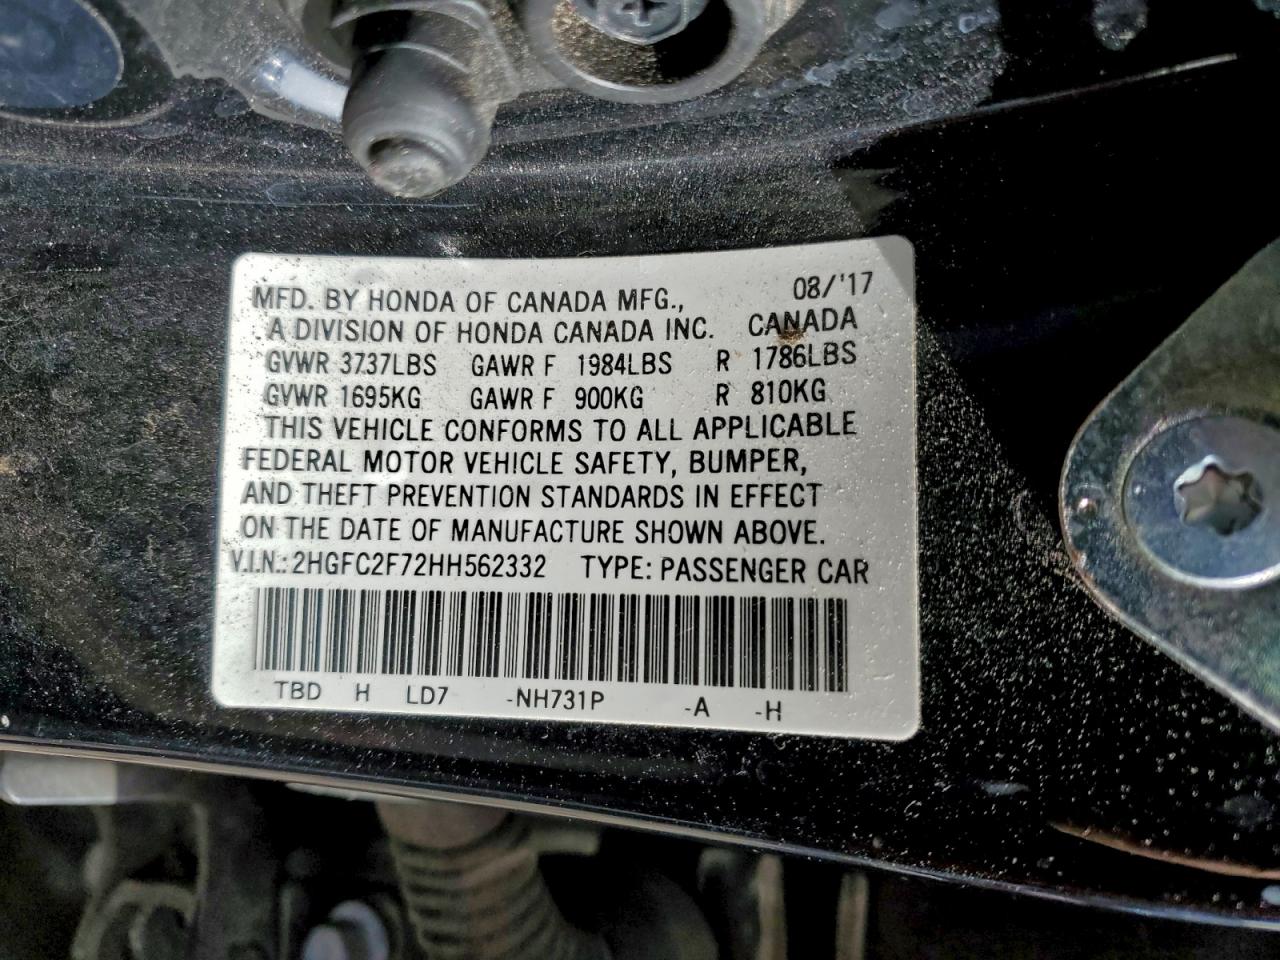 MFD. BY HONDA OF CANADA MFG., 08/'17
A DIVISION OF HONDA CANADA INC. CANADA
GVWR 3737LBS GAWR F 1984LBS R 1786LBS
GVWR 1695KG GAWR F 900KG R 810KG
THIS VEHICLE CONFORMS TO ALL APPLICABLE
FEDERAL MOTOR VEHICLE SAFETY, BUMPER,
AND THEFT PREVENTION STANDARDS IN EFFECT
ON THE DATE OF MANUFACTURE SHOWN ABOVE.
V.I.N.: 2HGFC2F72HH562332 TYPE: PASSENGER CAR
TBD H LD7 -NH731P -A -H